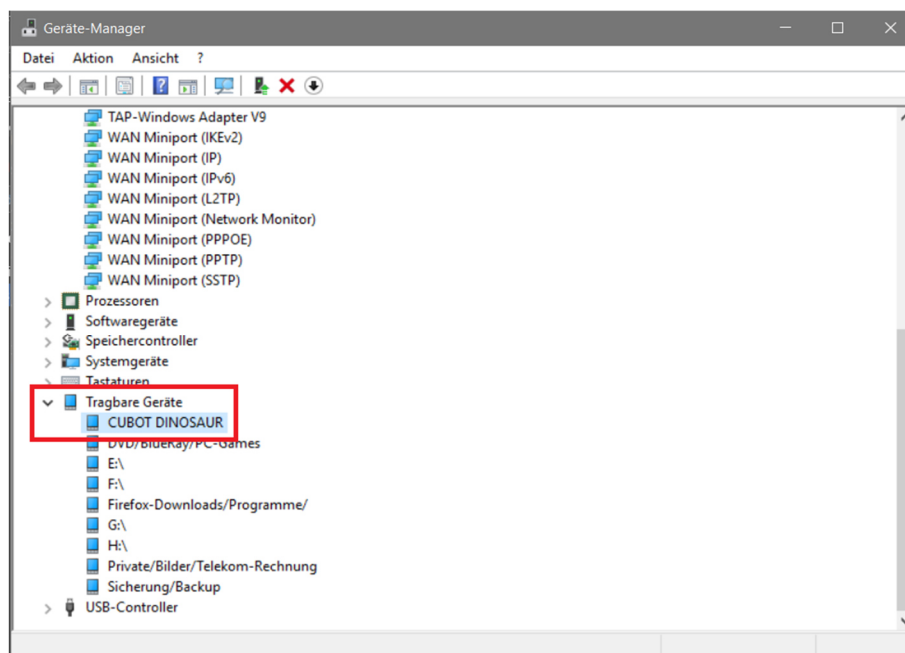 Geräte-Manager
Datei Aktion Ansicht ?
TAP-Windows Adapter V9
WAN Miniport (IKEv2)
WAN Miniport (IP)
WAN Miniport (IPv6)
WAN Miniport (L2TP)
WAN Miniport (Network Monitor)
WAN Miniport (PPPOE)
WAN Miniport (PPTP)
WAN Miniport (SSTP)
Prozessoren
Softwaregeräte
Speichercontroller
Systemgeräte
Tastaturen
Tragbare Geräte
CUBOT DINOSAUR
DVD/BlueRay/PC-Games
E:\
F:\
Firefox-Downloads/Programme/
G:\
H:\
Private/Bilder/Telekom-Rechnung
Sicherung/Backup
USB-Controller